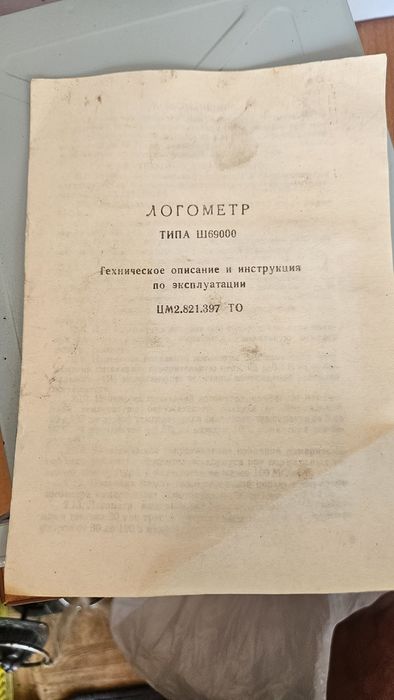 ЛОГОМЕТР
ТИПА Ш69000
Техническое описание и инструкция
по эксплуатации
ЦМ2.821.397 ТО